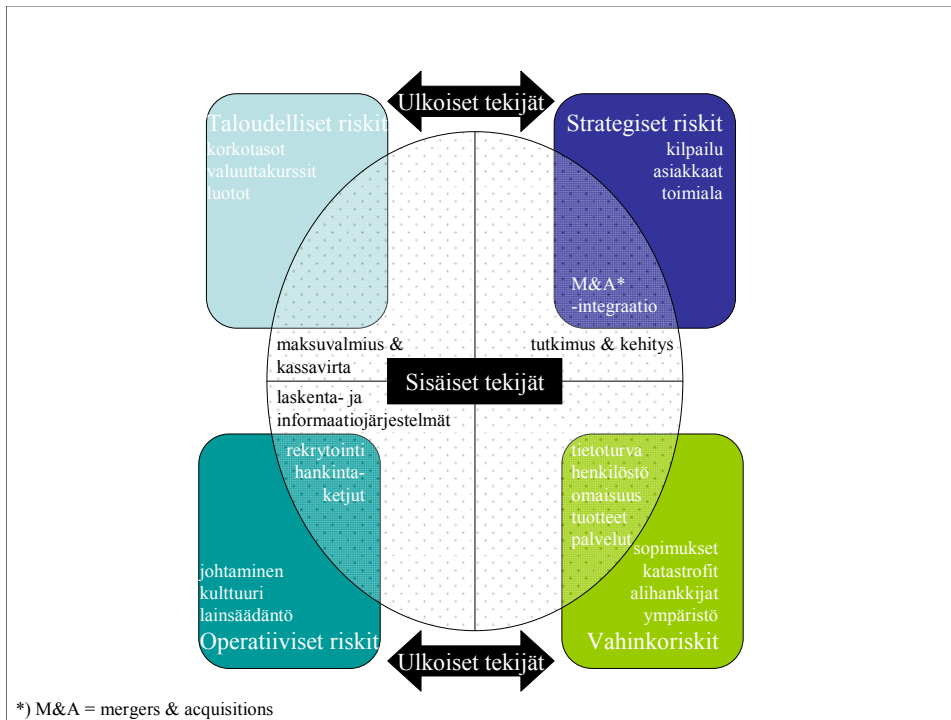 Ulkoiset tekijät
Taloudelliset riskit
korkotasot
valuuttakurssit
luotot
Strategiset riskit
kilpailu
asiakkaat
toimiala
M&A*
-integraatio
maksuvalmius &
kassavirta
tutkimus & kehitys
Sisäiset tekijät
laskenta- ja
informaatiojärjestelmät
rekrytointi
hankinta-
ketjut
johtaminen
kulttuuri
lainsäädäntö
Operatiiviset riskit
tietoturva
henkilöstö
omaisuus
tuotteet
palvelut
sopimukset
katastrofit
alihankkijat
ympäristö
Vahinkoriskit
Ulkoiset tekijät
*) M&A = mergers & acquisitions